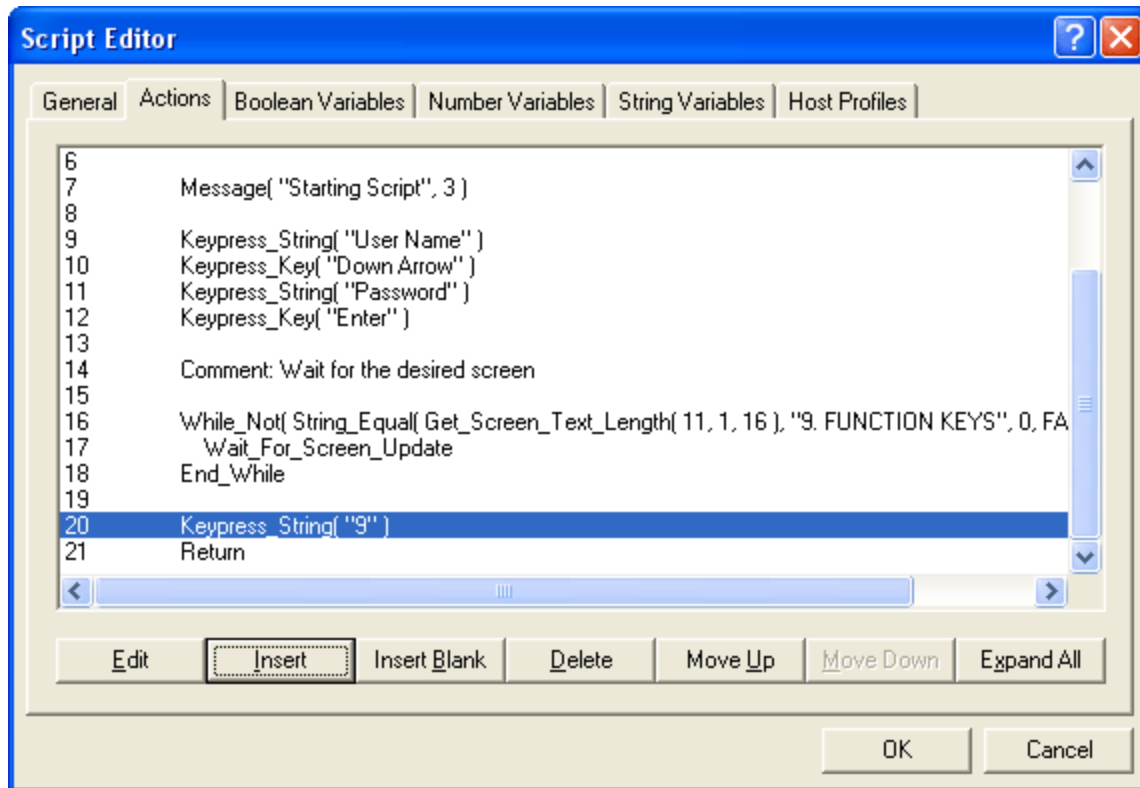 Script Editor
General Actions Boolean Variables Number Variables String Variables Host Profiles
6
7 Message( "Starting Script", 3 )
8
9 Keypress_String( "User Name" )
10 Keypress_Key( "Down Arrow" )
11 Keypress_String( "Password" )
12 Keypress_Key( "Enter" )
13
14 Comment: Wait for the desired screen
15
16 While_Not( String_Equal( Get_Screen_Text_Length( 11, 1, 16 ), "9. FUNCTION KEYS", 0, FA
17 Wait_For_Screen_Update
18 End_While
19
20 Keypress_String( "9" )
21 Return
Edit Insert Insert Blank Delete Move Up Move Down Expand All
OK Cancel